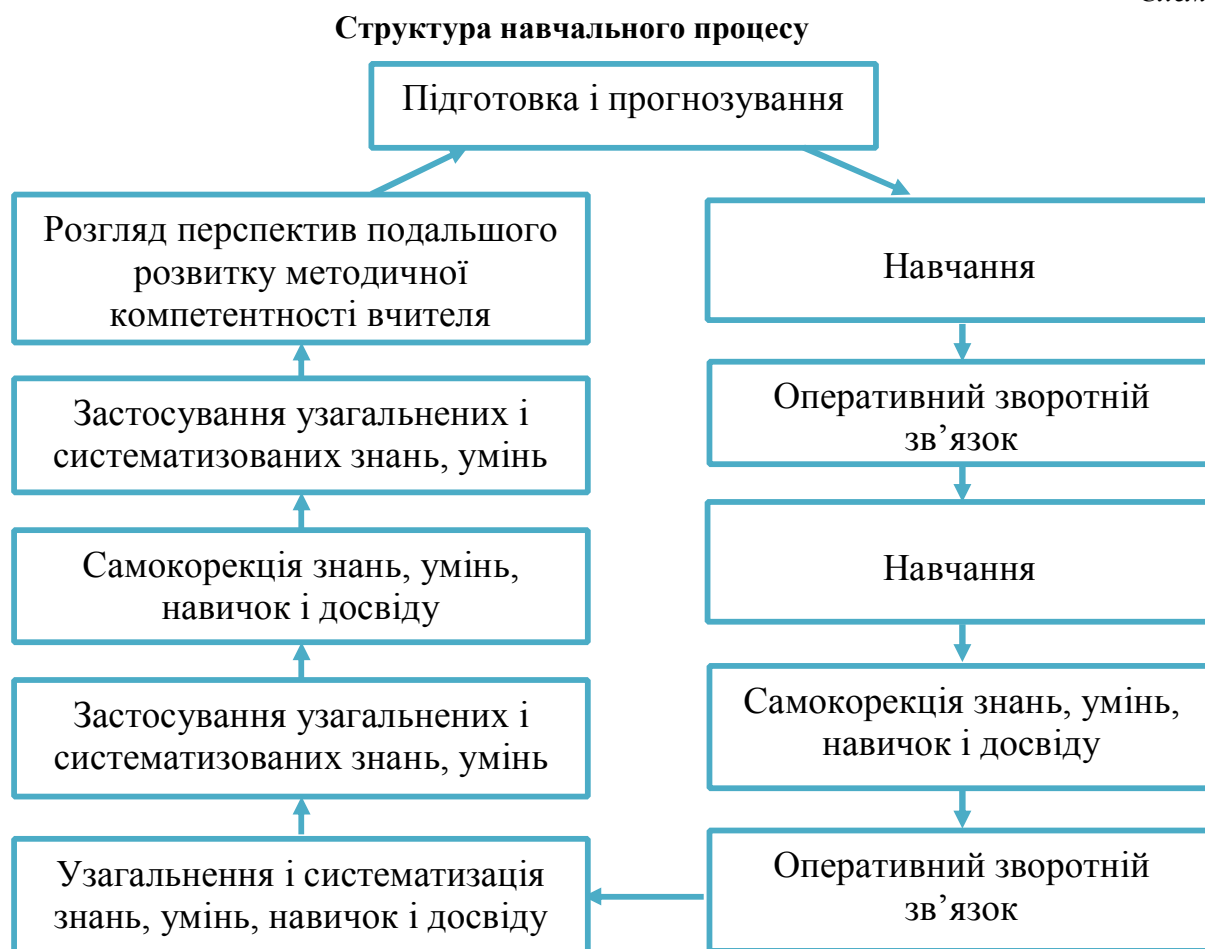 Структура навчального процесу
Підготовка і прогнозування
Навчання
Оперативний зворотній
зв’язок
Навчання
Самокорекція знань, умінь,
навичок і досвіду
Оперативний зворотній
зв’язок
Узагальнення і систематизація
знань, умінь, навичок і досвіду
Застосування узагальнених і
систематизованих знань, умінь
Самокорекція знань, умінь,
навичок і досвіду
Застосування узагальнених і
систематизованих знань, умінь
Розгляд перспектив подальшого
розвитку методичної
компетентності вчителя